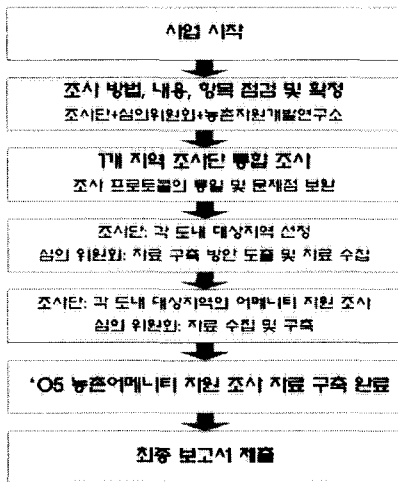 사업 시작
조사 방법, 내용, 항목 점검 및 확정
조사단+심의위원회+농촌자원개발연구소
1개 지역 조사단 통합 조사
조사 프로토콜의 통일 및 문제점 보완
조사단: 각 도내 대상지역 선정
심의 위원회: 자료 구축 방안 도출 및 자료 수집
조사단: 각 도내 대상지역의 어메니티 자원 조사
심의 위원회: 자료 수집 및 구축
'05 농촌어메니티 자원 조사 자료 구축 완료
최종 보고서 제출